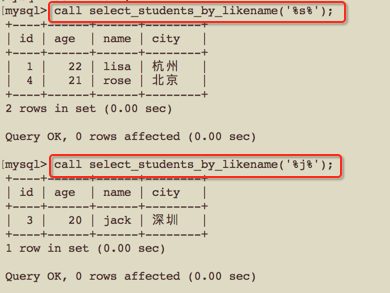 [mysql> call select_students_by_likename('%s%');
+----+------+------+--------+
| id | age | name | city |
+----+------+------+--------+
| 1 | 22 | lisa | 杭州 |
| 4 | 21 | rose | 北京 |
+----+------+------+--------+
2 rows in set (0.00 sec)
Query OK, 0 rows affected (0.00 sec)
[mysql> call select_students_by_likename('%j%');
+----+------+------+--------+
| id | age | name | city |
+----+------+------+--------+
| 3 | 20 | jack | 深圳 |
+----+------+------+--------+
1 row in set (0.00 sec)
Query OK, 0 rows affected (0.00 sec)